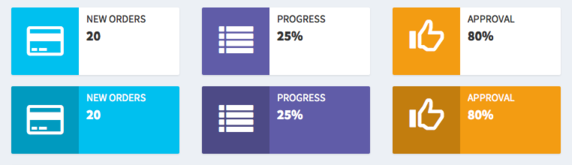 NEW ORDERS
20
PROGRESS
25%
APPROVAL
80%
NEW ORDERS
20
PROGRESS
25%
APPROVAL
80%